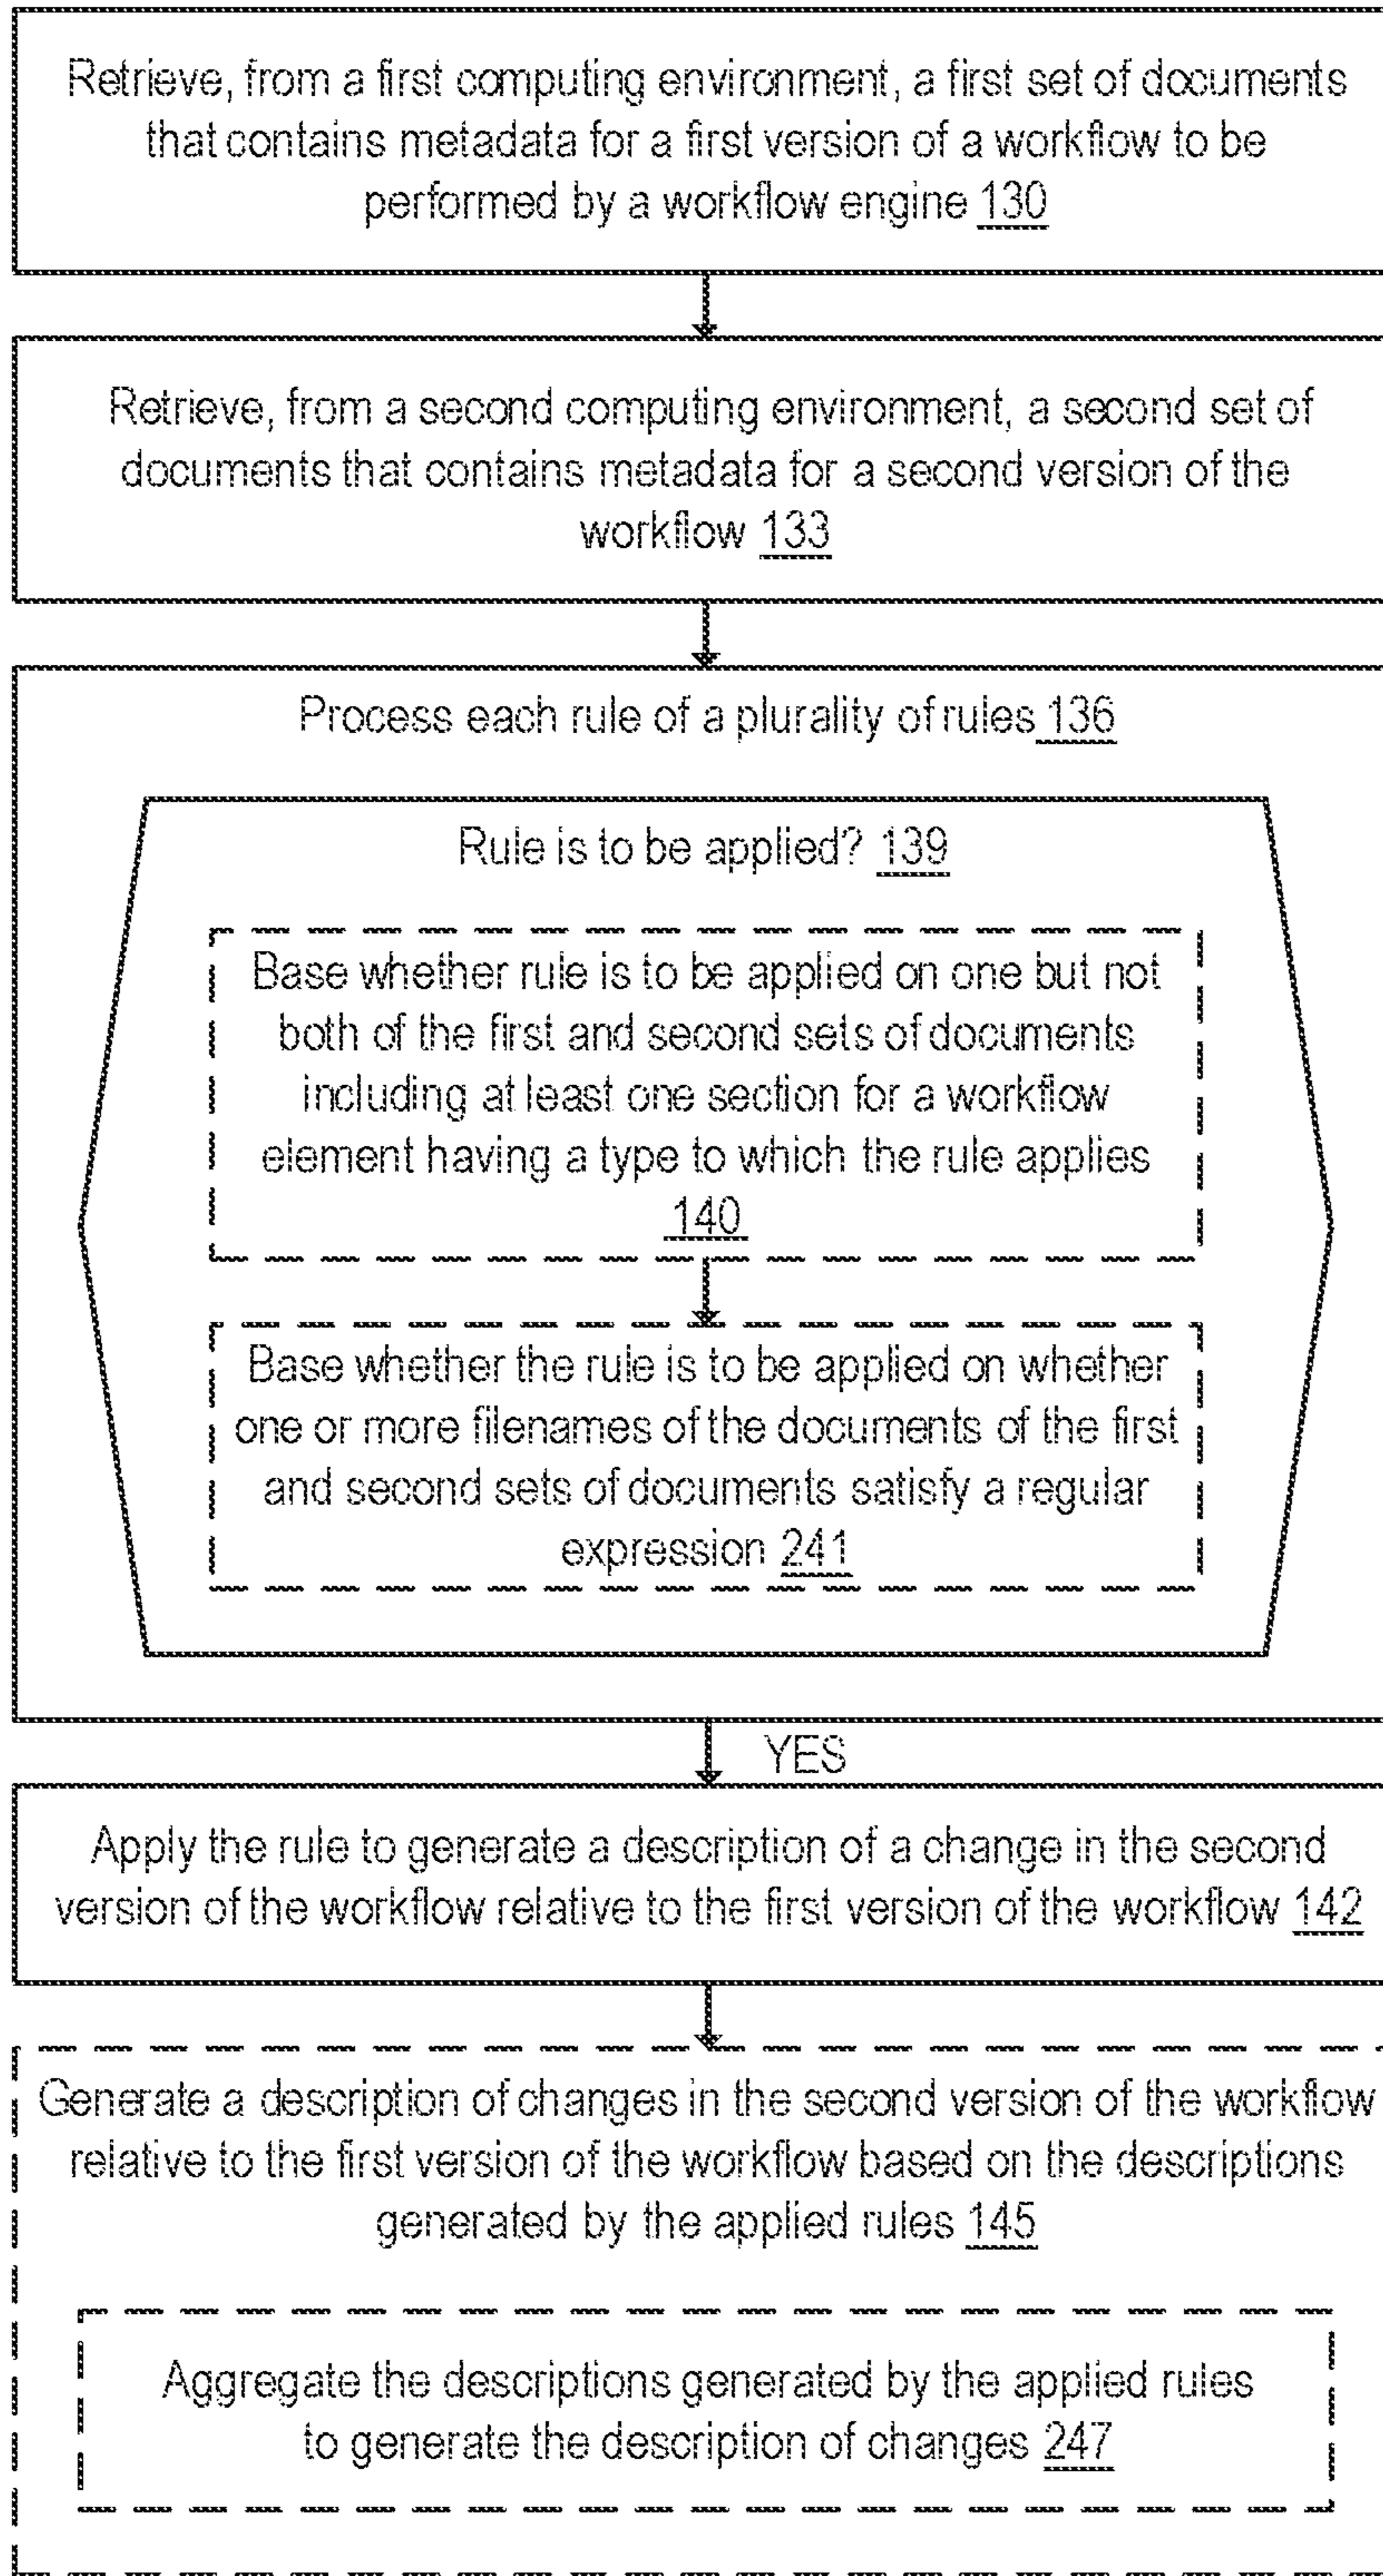 Retrieve, from a first computing environment, a first set of documents
that contains metadata for a first version of a workflow to be
performed by a workflow engine 130
Retrieve, from a second computing environment, a second set of
documents that contains metadata for a second version of the
workflow 133
Process each rule of a plurality of rules 136
Rule is to be applied? 139
Base whether rule is to be applied on one but not
both of the first and second sets of documents
including at least one section for a workflow
element having a type to which the rule applies
140
Base whether the rule is to be applied on whether
one or more filenames of the documents of the first
and second sets of documents satisfy a regular
expression 241
YES
Apply the rule to generate a description of a change in the second
version of the workflow relative to the first version of the workflow 142
Generate a description of changes in the second version of the workflow
relative to the first version of the workflow based on the descriptions
generated by the applied rules 145
Aggregate the descriptions generated by the applied rules
to generate the description of changes 247